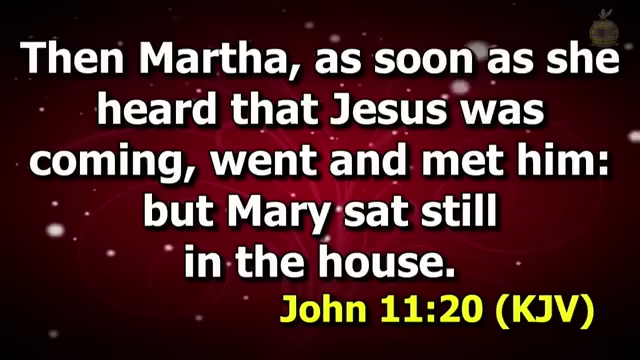 Then Martha, as soon as she
heard that Jesus was
coming, went and met him:
but Mary sat still
in the house.
John 11:20 (KJV)